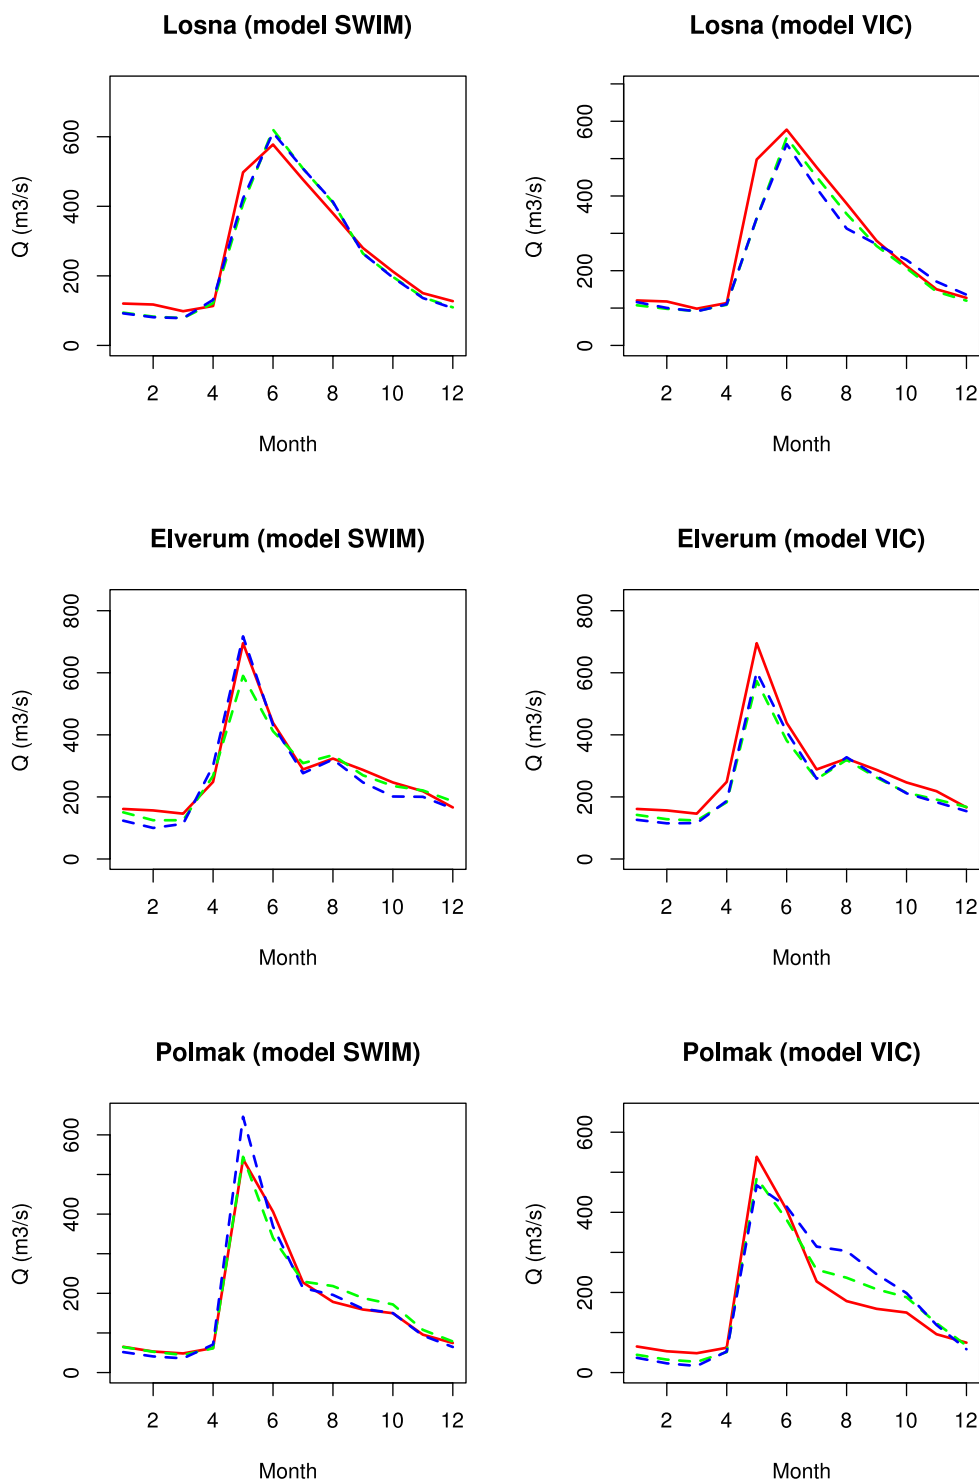 Losna (model SWIM)
Q (m3/s)
600
400
200
0
2 4 6 8 10 12
Month
Losna (model VIC)
Q (m3/s)
600
400
200
0
2 4 6 8 10 12
Month
Elverum (model SWIM)
Q (m3/s)
800
600
400
200
0
2 4 6 8 10 12
Month
Elverum (model VIC)
Q (m3/s)
800
600
400
200
0
2 4 6 8 10 12
Month
Polmak (model SWIM)
Q (m3/s)
600
400
200
0
2 4 6 8 10 12
Month
Polmak (model VIC)
Q (m3/s)
600
400
200
0
2 4 6 8 10 12
Month